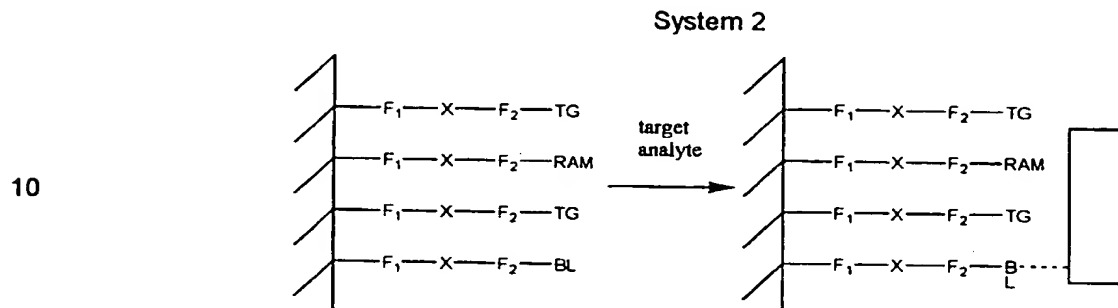 System 2
F₁—X—F₂—TG F₁—X—F₂—TG
target
analyte
F₁—X—F₂—RAM F₁—X—F₂—RAM
10
F₁—X—F₂—TG F₁—X—F₂—TG
F₁—X—F₂—BL F₁—X—F₂—B
L